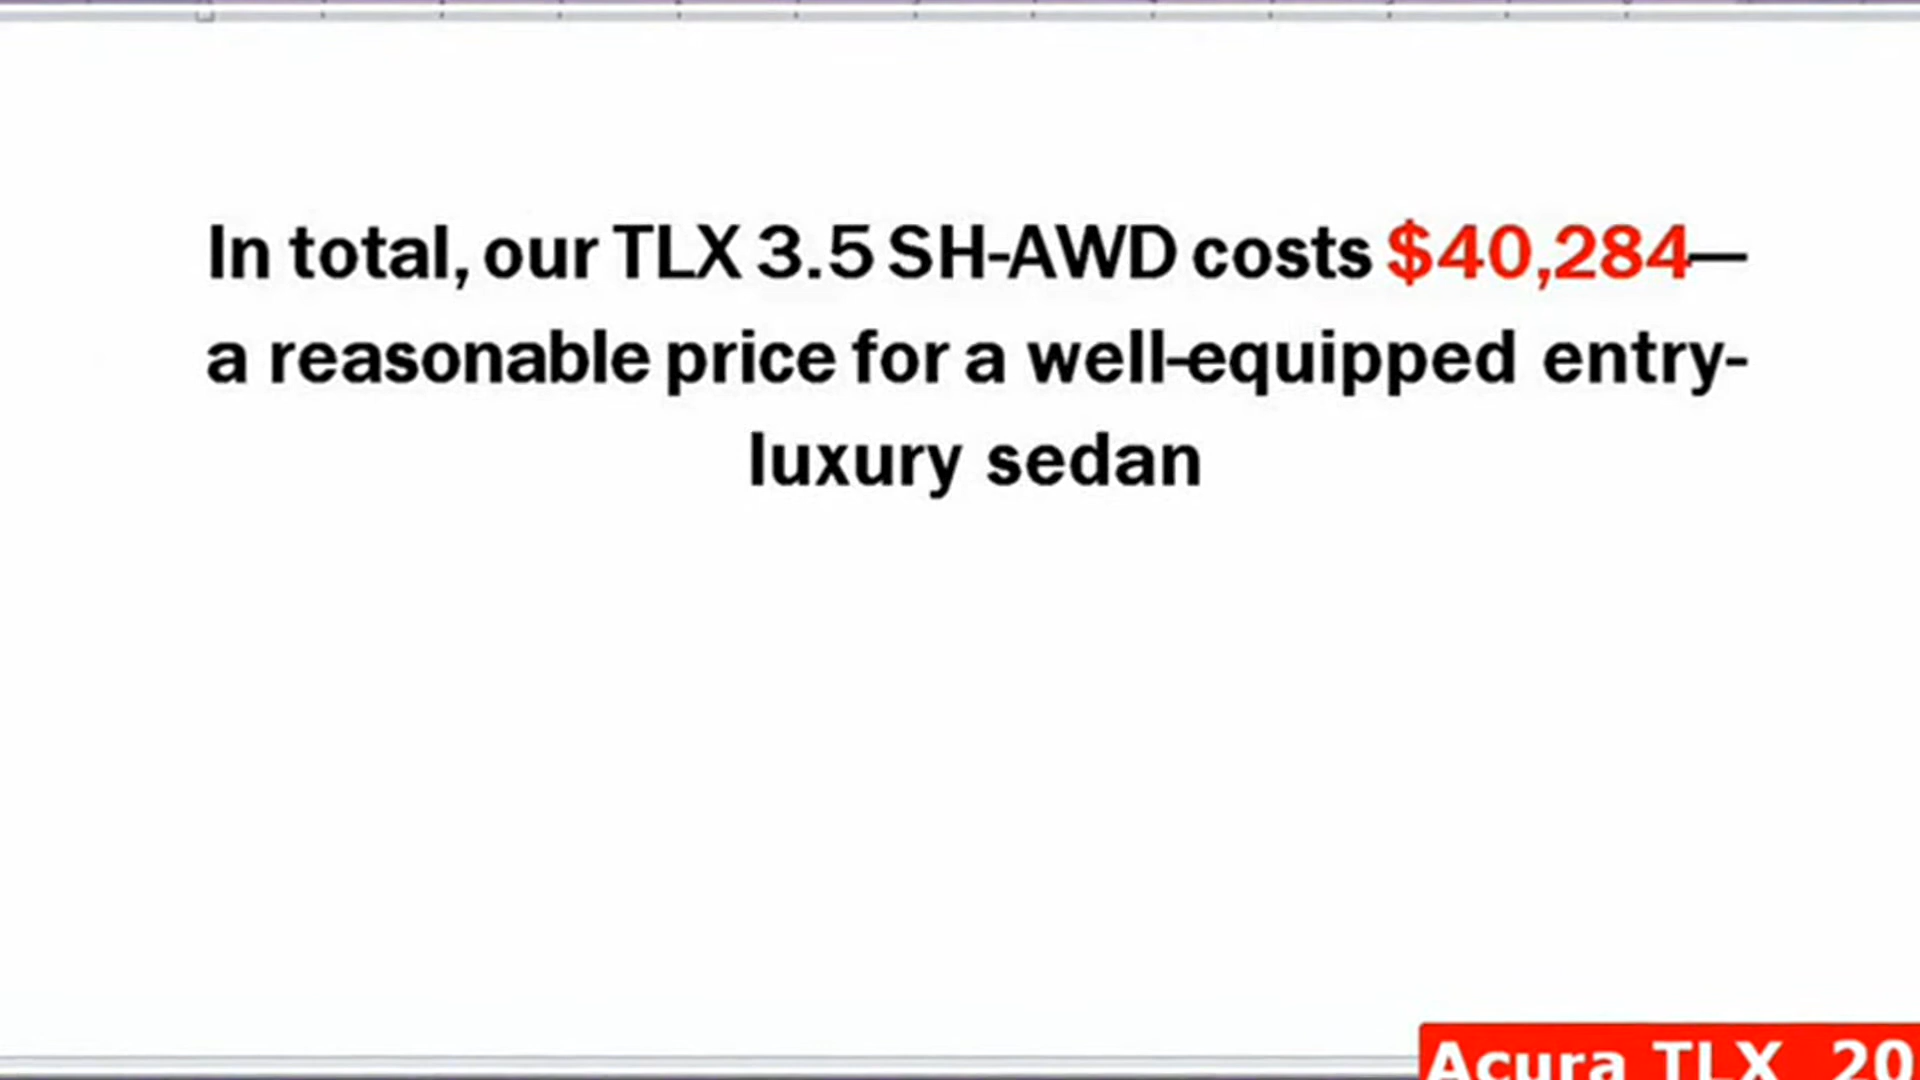 In total, our TLX 3.5 SH-AWD costs $40,284—
a reasonable price for a well-equipped entry-
luxury sedan
Acura TLX 20